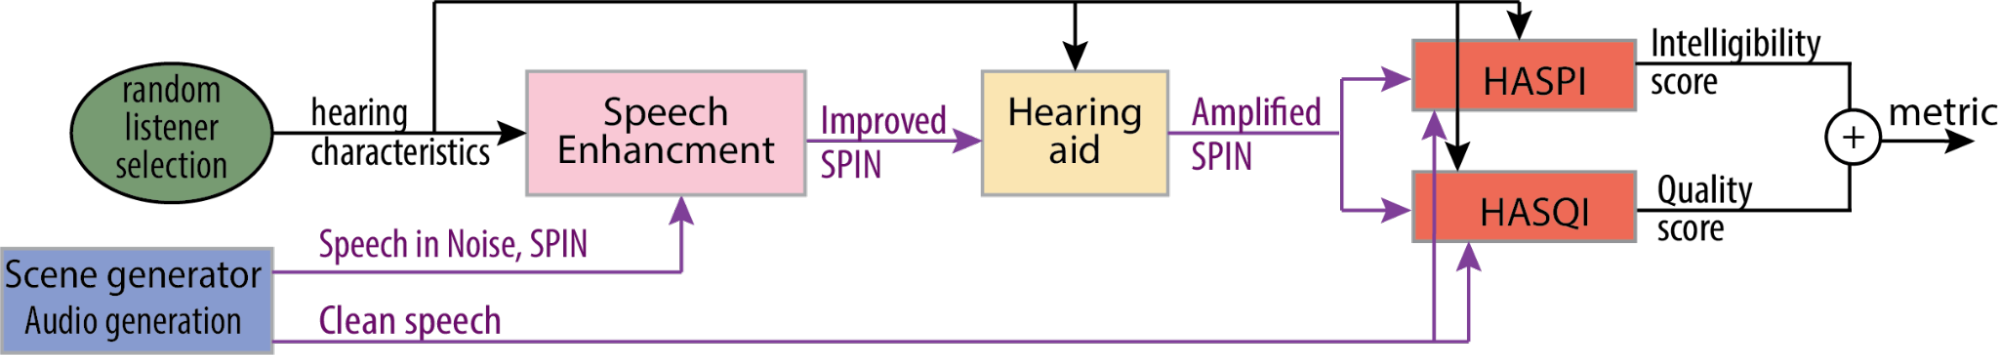 random
listener
selection
hearing
characteristics
Speech
Enhancment
Improved
SPIN
Hearing
aid
Amplified
SPIN
HASPI
Intelligibility
score
HASQI
Quality
score
+
metric
Speech in Noise, SPIN
Scene generator
Audio generation
Clean speech